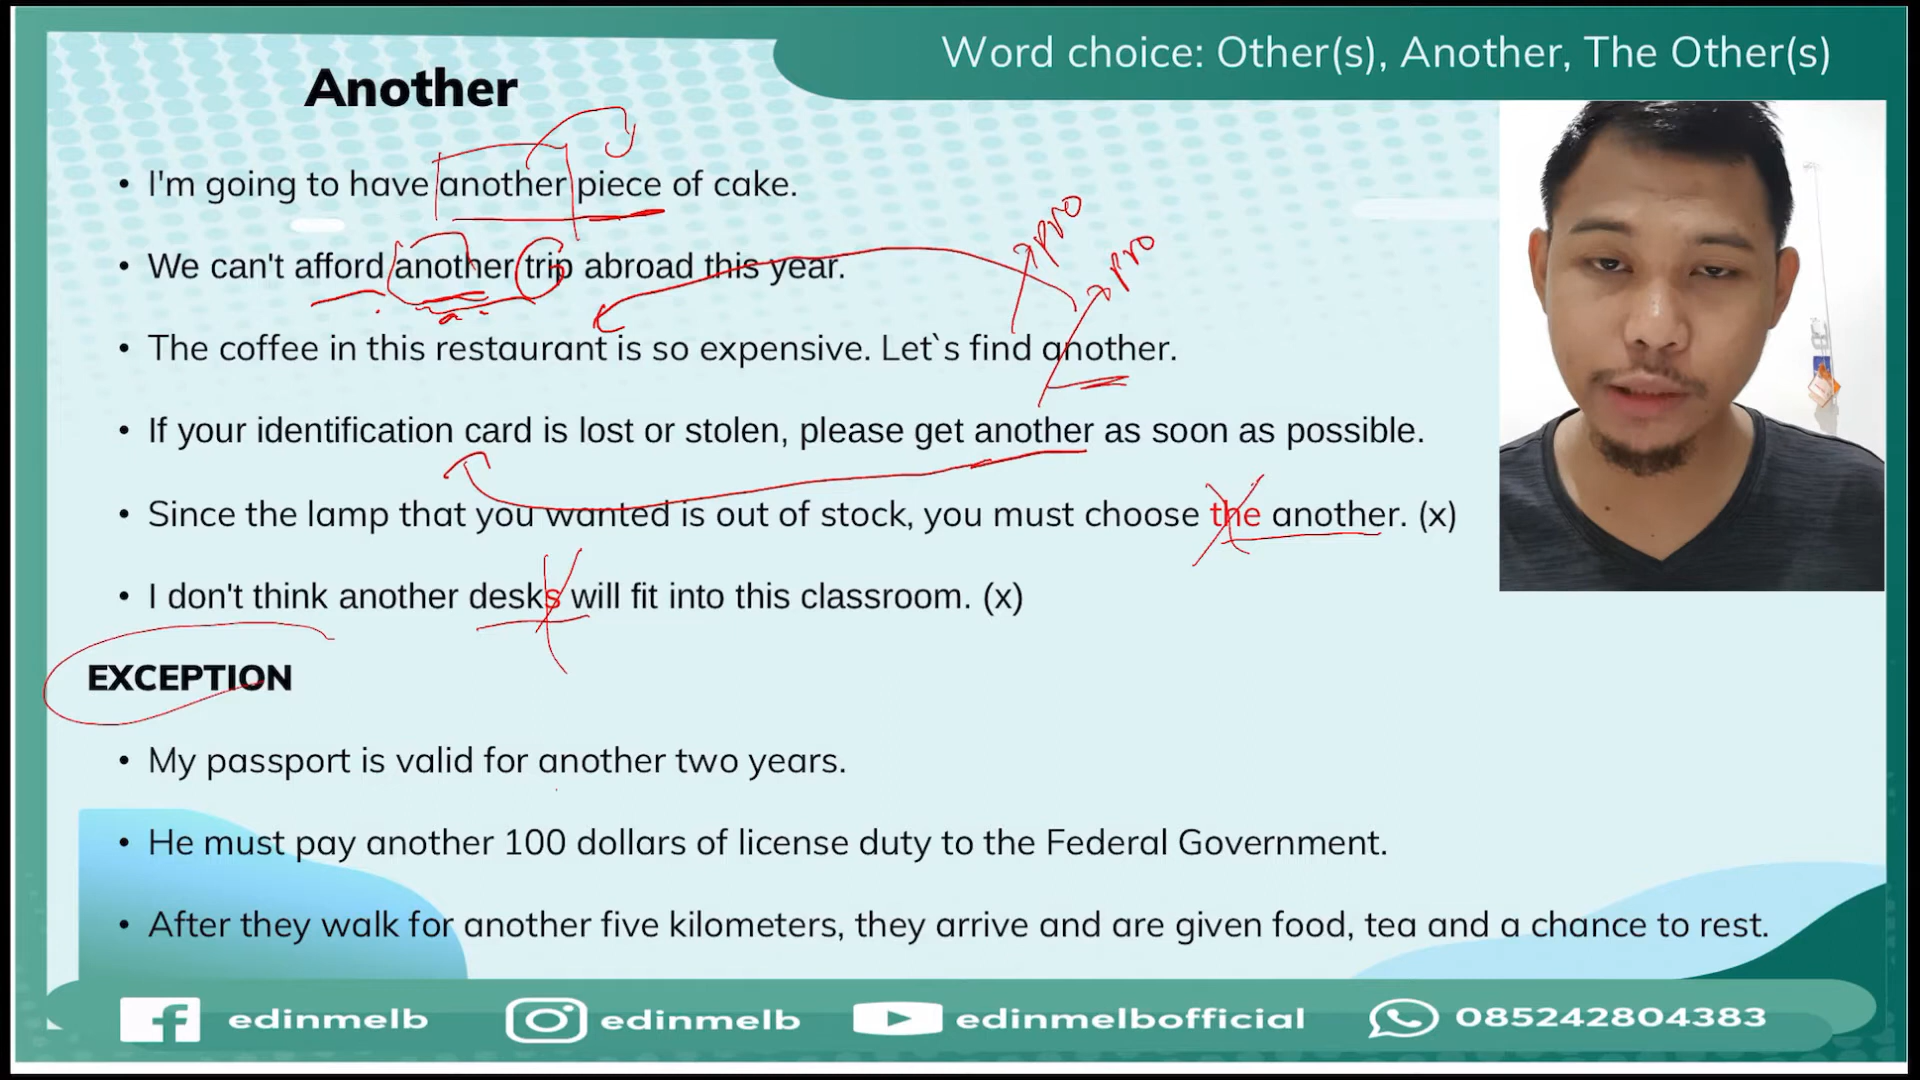 Word choice: Other(s), Another, The Other(s)
Another
• I'm going to have another piece of cake.
• We can't afford another trip abroad this year.
pro
pro
• The coffee in this restaurant is so expensive. Let`s find another.
• If your identification card is lost or stolen, please get another as soon as possible.
• Since the lamp that you wanted is out of stock, you must choose the another. (x)
• I don't think another desks will fit into this classroom. (x)
EXCEPTION
• My passport is valid for another two years.
• He must pay another 100 dollars of license duty to the Federal Government.
• After they walk for another five kilometers, they arrive and are given food, tea and a chance to rest.
edinmelb edinmelb edinmelbofficial 085242804383